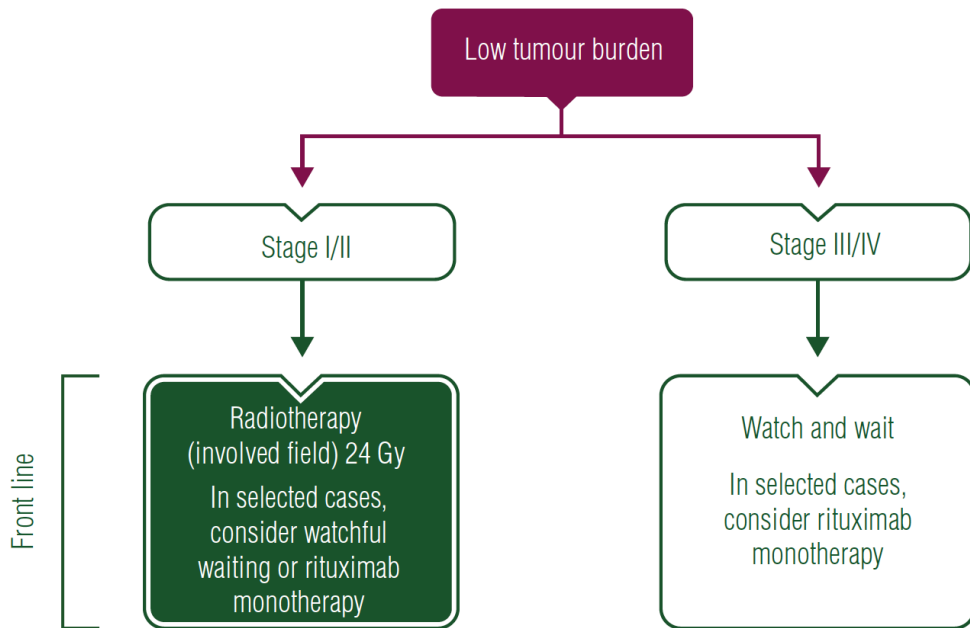 Low tumour burden
Stage I/II
Stage III/IV
Front line
Radiotherapy
(involved field) 24 Gy
In selected cases,
consider watchful
waiting or rituximab
monotherapy
Watch and wait
In selected cases,
consider rituximab
monotherapy